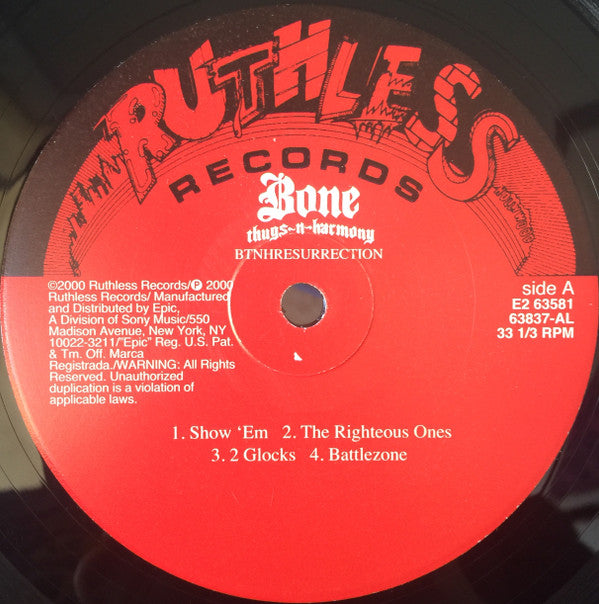 RUTHLESS
RECORDS
Bone
thugs~n~harmony
BTNHRESURRECTION
©2000 Ruthless Records/℗ 2000
Ruthless Records/ Manufactured
and Distributed by Epic,
A Division of Sony Music/550
Madison Avenue, New York, NY
10022-3211/"Epic" Reg. U.S. Pat.
& Tm. Off. Marca
Registrada./WARNING: All Rights
Reserved. Unauthorized
duplication is a violation of
applicable laws.
side A
E2 63581
63837-AL
33 1/3 RPM
1. Show ‘Em 2. The Righteous Ones
3. 2 Glocks 4. Battlezone